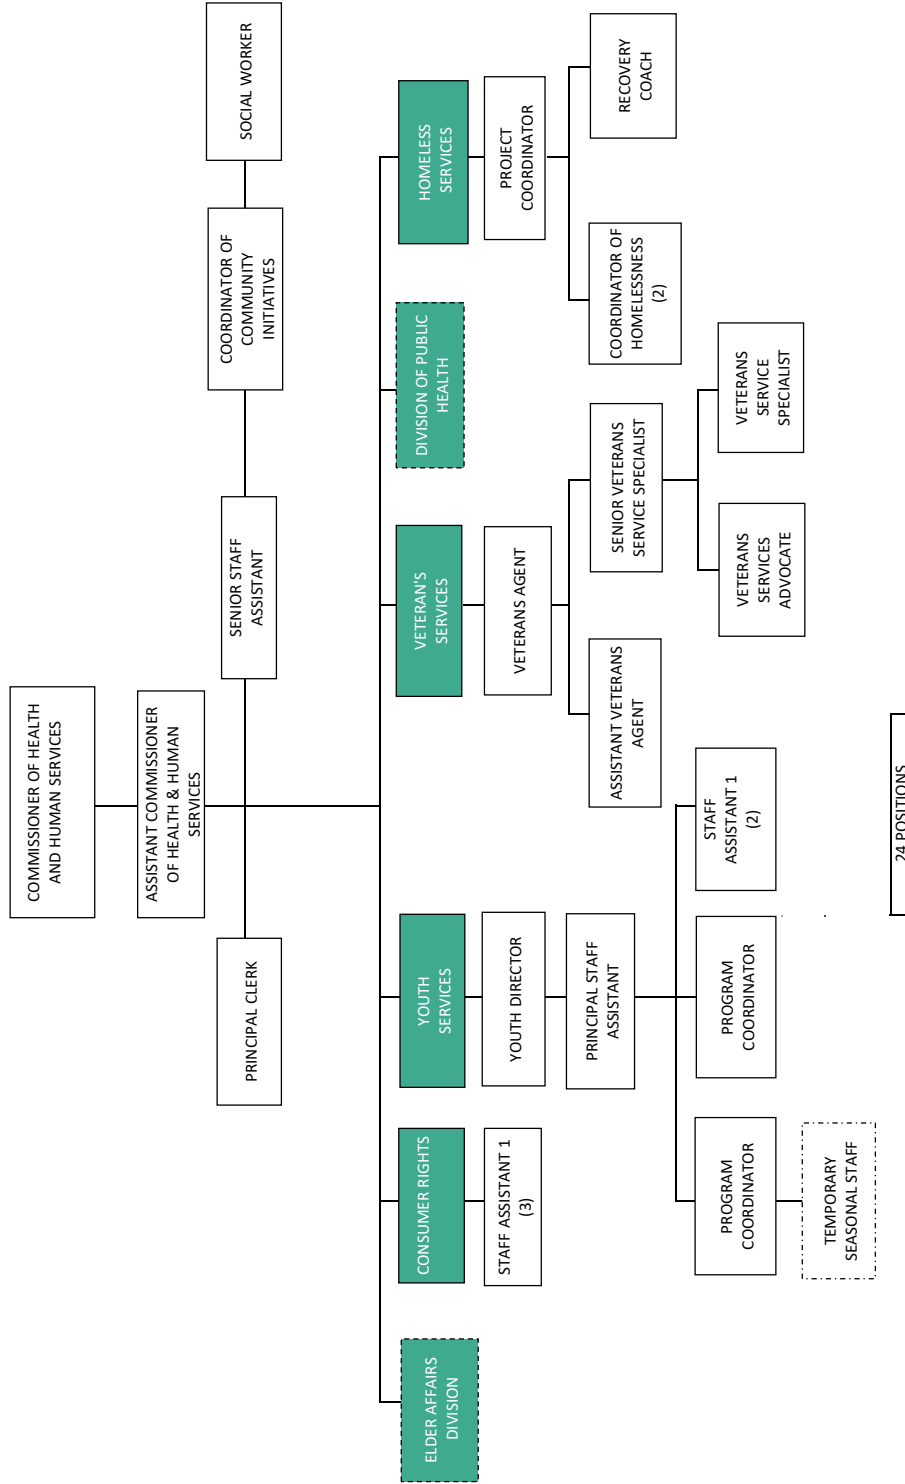 COMMISSIONER OF HEALTH
AND HUMAN SERVICES
ASSISTANT COMMISSIONER
OF HEALTH & HUMAN
SERVICES
PRINCIPAL CLERK
SENIOR STAFF
ASSISTANT
COORDINATOR OF
COMMUNITY
INITIATIVES
SOCIAL WORKER
ELDER AFFAIRS
DIVISION
CONSUMER RIGHTS
YOUTH
SERVICES
VETERAN'S
SERVICES
DIVISION OF PUBLIC
HEALTH
HOMELESS
SERVICES
STAFF ASSISTANT 1
(3)
YOUTH DIRECTOR
VETERANS AGENT
PROJECT
COORDINATOR
PRINCIPAL STAFF
ASSISTANT
ASSISTANT VETERANS
AGENT
SENIOR VETERANS
SERVICE SPECIALIST
COORDINATOR OF
HOMELESSNESS
(2)
RECOVERY
COACH
PROGRAM
COORDINATOR
PROGRAM
COORDINATOR
STAFF
ASSISTANT 1
(2)
VETERANS
SERVICES
ADVOCATE
VETERANS
SERVICE
SPECIALIST
TEMPORARY
SEASONAL STAFF
24 POSITIONS